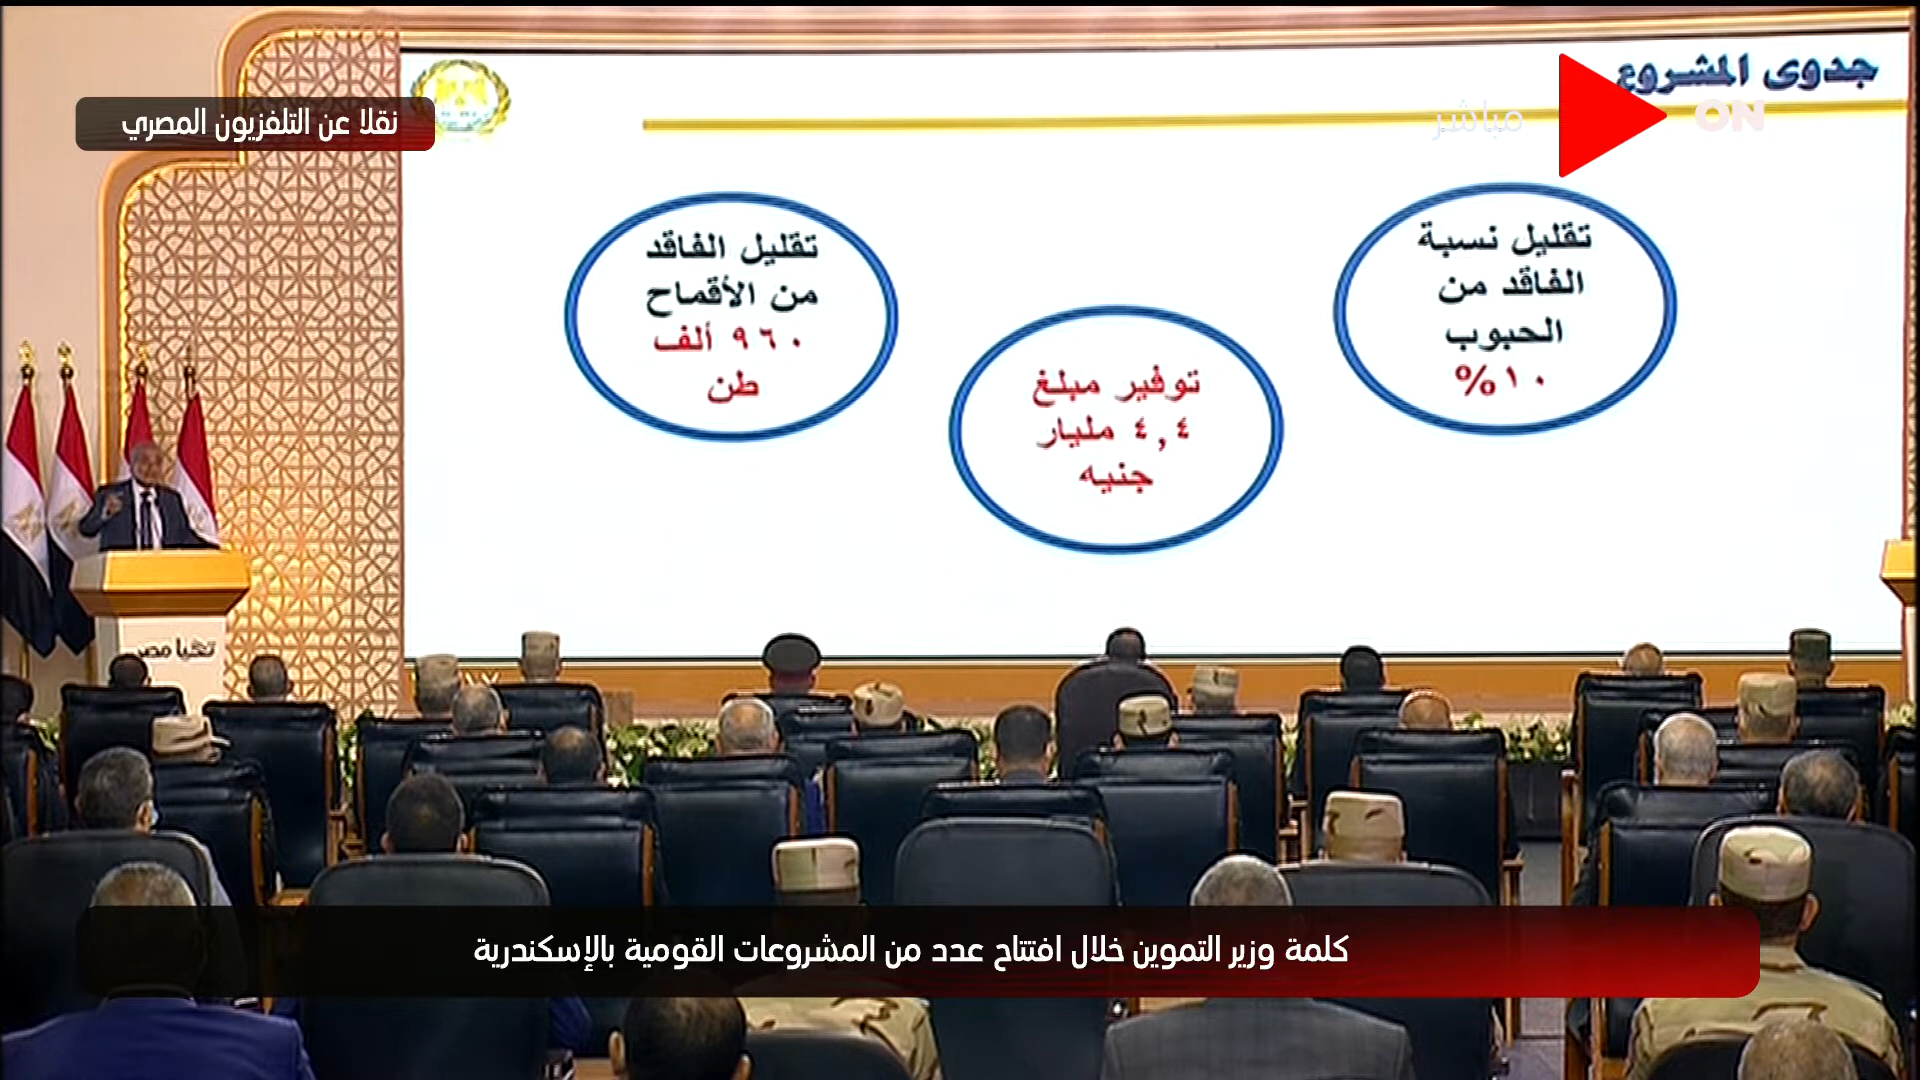 جدوى المشروع
ON
مباشر
نقلا عن التلفزيون المصري
تقليل نسبة
الفاقد من
الحبوب
١٠%
توفير مبلغ
٤,٤ مليار
جنيه
تقليل الفاقد
من الأقماح
٩٦٠ ألف
طن
تحيا مصر
كلمة وزير التموين خلال افتتاح عدد من المشروعات القومية بالإسكندرية